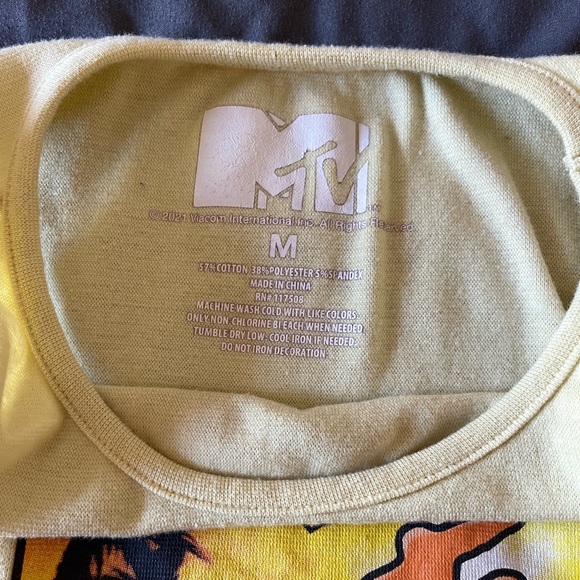 MTV
© 2021 Viacom International Inc. All Rights Reserved
M
57%COTTON 38%POLYESTER 5%SPANDEX
MADE IN CHINA
RN# 117508
MACHINE WASH COLD WITH LIKE COLORS.
ONLY NON-CHLORINE BLEACH WHEN NEEDED.
TUMBLE DRY LOW. COOL IRON IF NEEDED.
DO NOT IRON DECORATION.